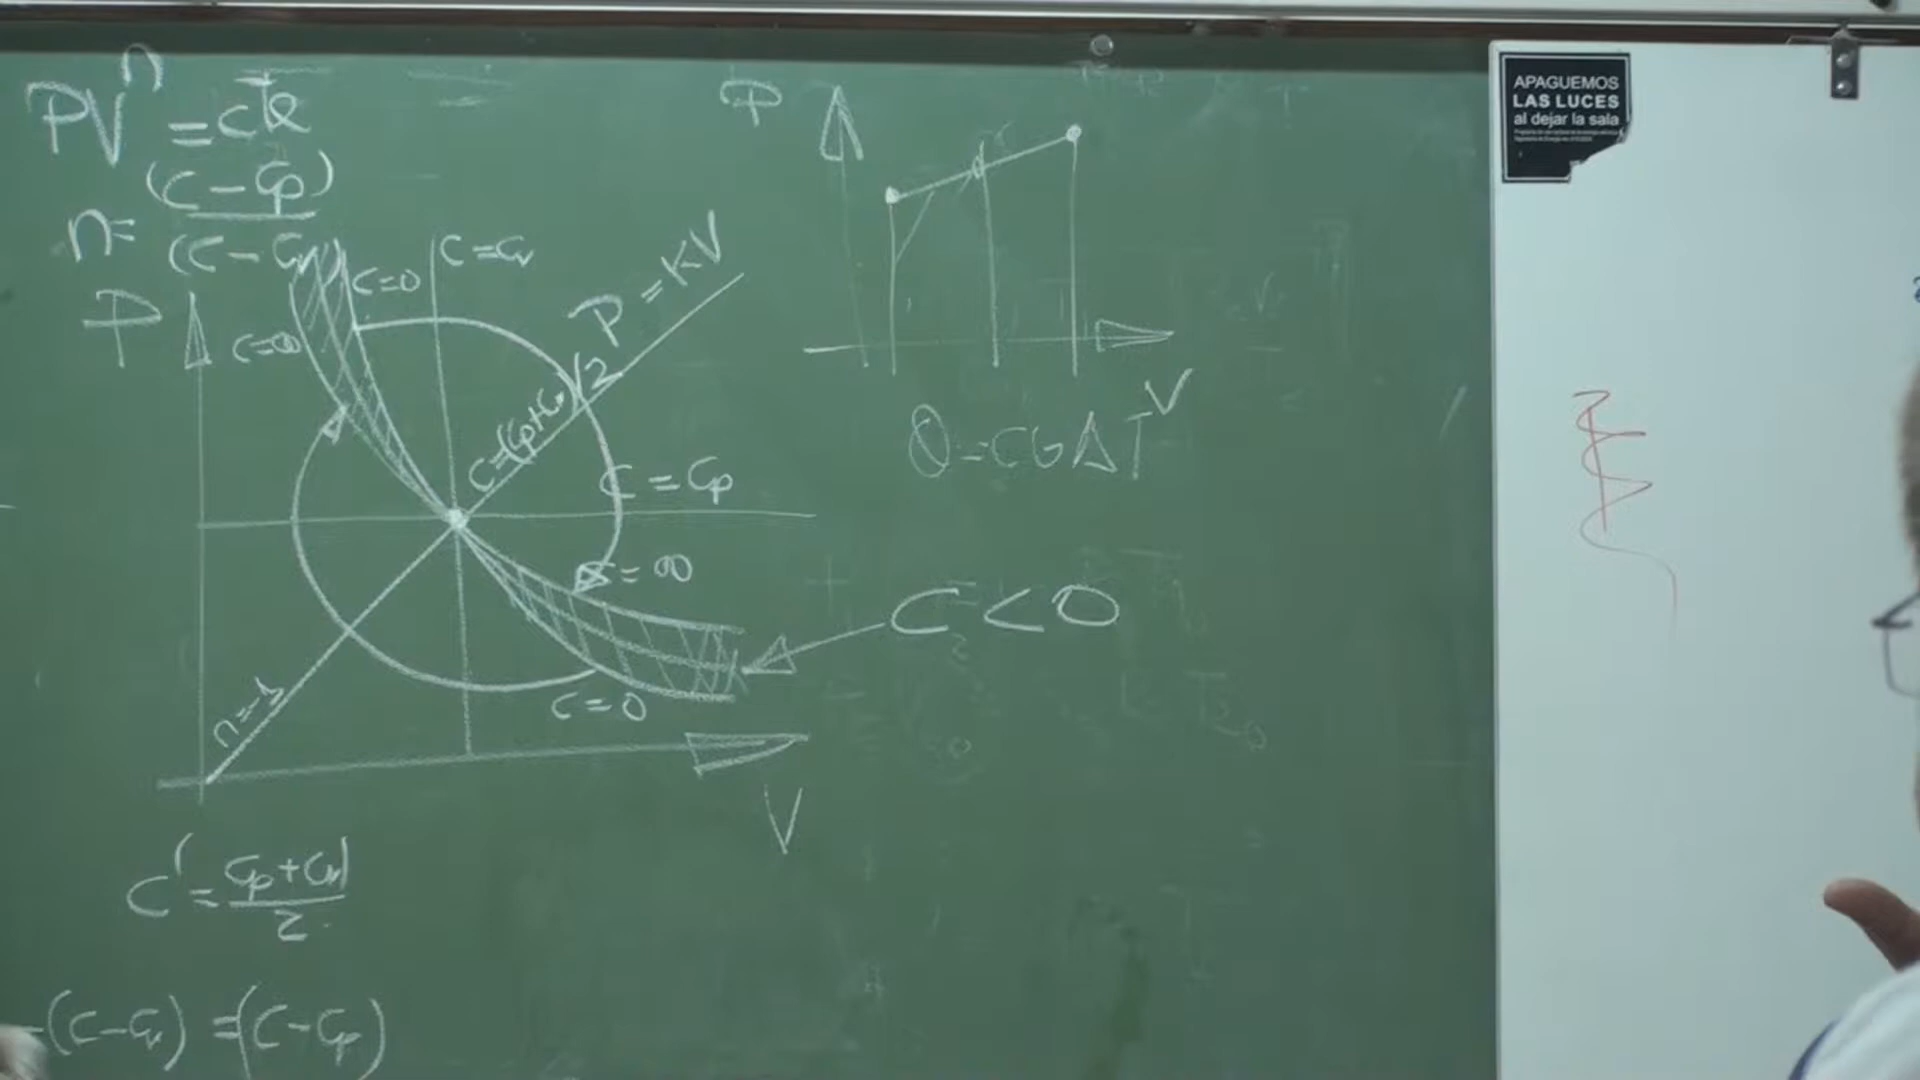 PVⁿ = cte
n = (C - Cp) / (C - Cv)
P
C=∞
C=0
C=Cv
P = KV
C=(Cp+Cv)/2
C = Cp
C = ∞
C < 0
C = 0
n=-1
V
C' = (Cp+Cv) / 2
-(C-Cv) = (C-Cp)
P
V
Q = CGΔT
APAGUEMOS
LAS LUCES
al dejar la sala